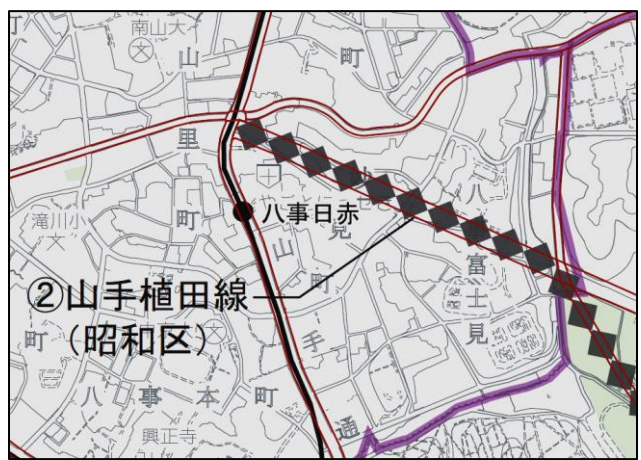 町
南山大
山
町
里
八事日赤
町
滝川小
山
見
八
富士見
②山手植田線
（昭和区）
町
手
町
八事本町
興正寺
通